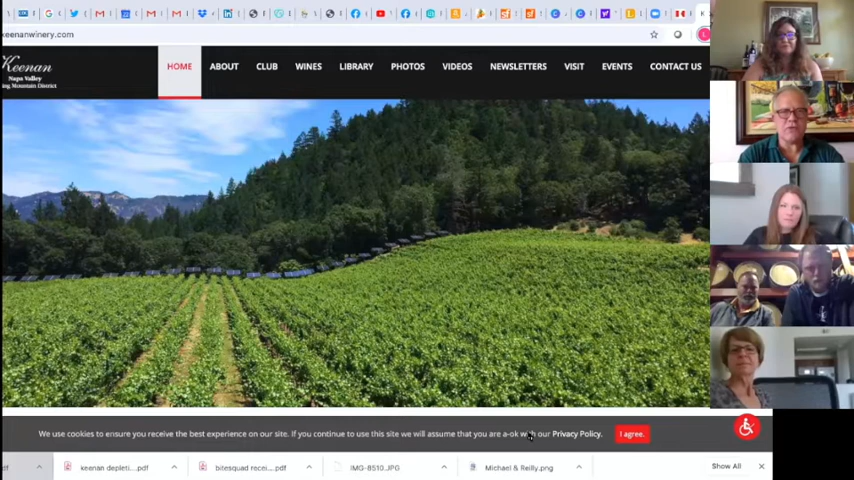 keenanwinery.com
Keenan
Napa Valley
ing Mountain District
HOME ABOUT CLUB WINES LIBRARY PHOTOS VIDEOS NEWSLETTERS VISIT EVENTS CONTACT US
We use cookies to ensure you receive the best experience on our site. If you continue to use this site we will assume that you are a-ok with our Privacy Policy. I agree.
df keenan depleti....pdf bitesquad recei....pdf IMG-8510.JPG Michael & Reilly.png Show All